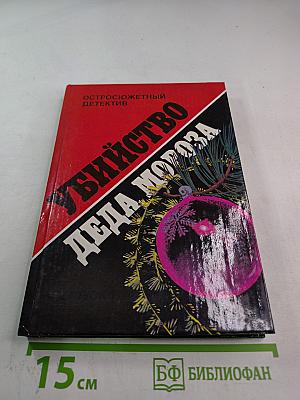 ОСТРОСЮЖЕТНЫЙ
ДЕТЕКТИВ
УБИЙСТВО
ДЕДА МОРОЗА
15 см
БФ БИБЛИОФАН